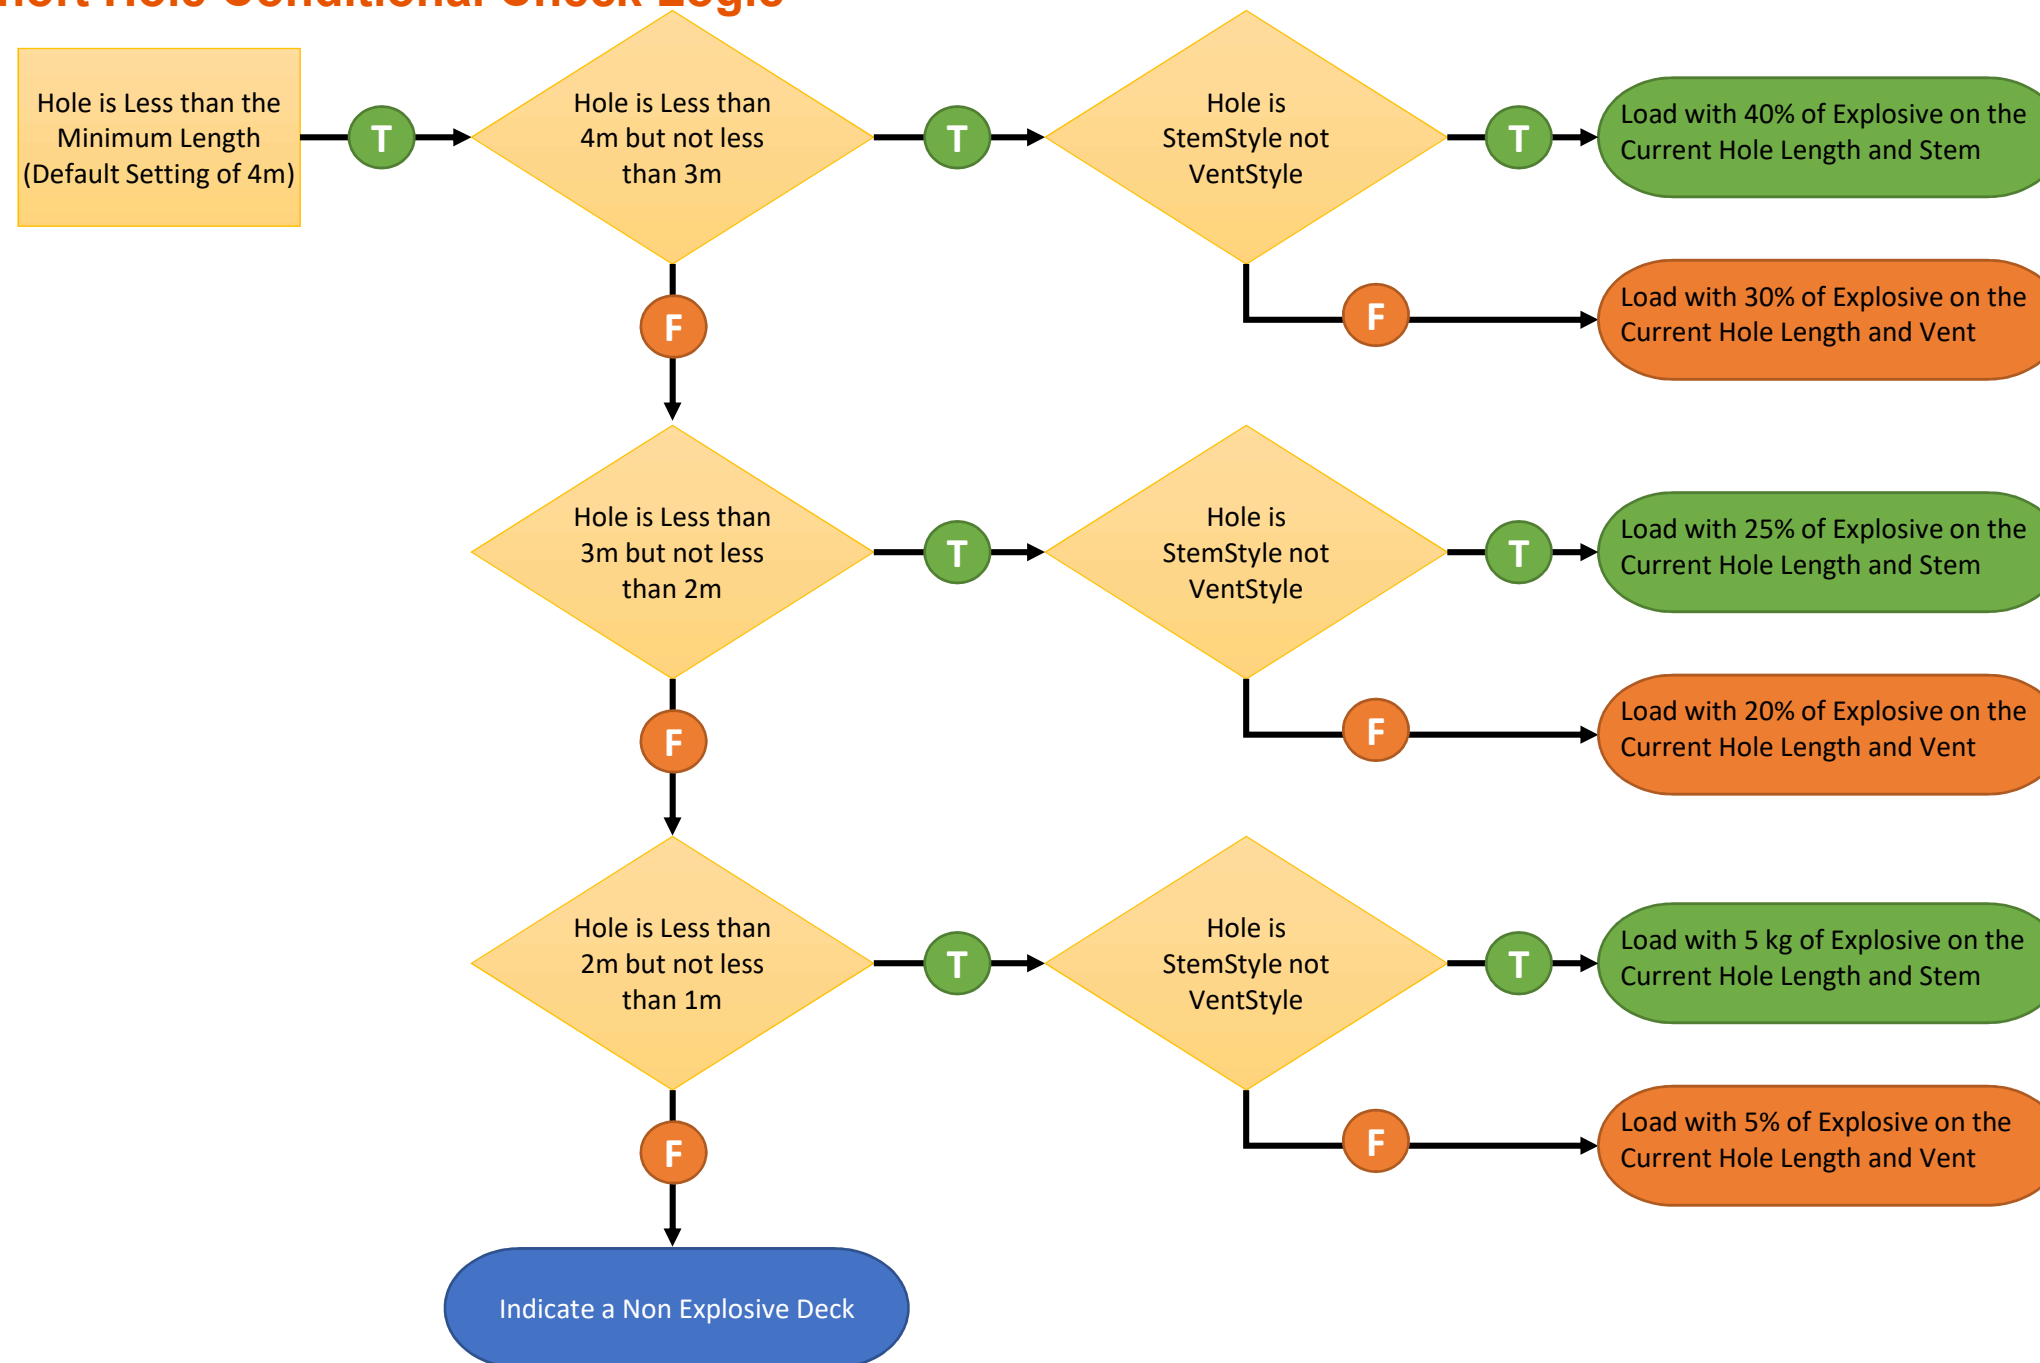 hort Hole Conditional Check Logic
Hole is Less than the
Minimum Length
(Default Setting of 4m)
T
Hole is Less than
4m but not less
than 3m
T
Hole is
StemStyle not
VentStyle
T
Load with 40% of Explosive on the
Current Hole Length and Stem
F
Load with 30% of Explosive on the
Current Hole Length and Vent
F
Hole is Less than
3m but not less
than 2m
T
Hole is
StemStyle not
VentStyle
T
Load with 25% of Explosive on the
Current Hole Length and Stem
F
Load with 20% of Explosive on the
Current Hole Length and Vent
F
Hole is Less than
2m but not less
than 1m
T
Hole is
StemStyle not
VentStyle
T
Load with 5 kg of Explosive on the
Current Hole Length and Stem
F
Load with 5% of Explosive on the
Current Hole Length and Vent
F
Indicate a Non Explosive Deck